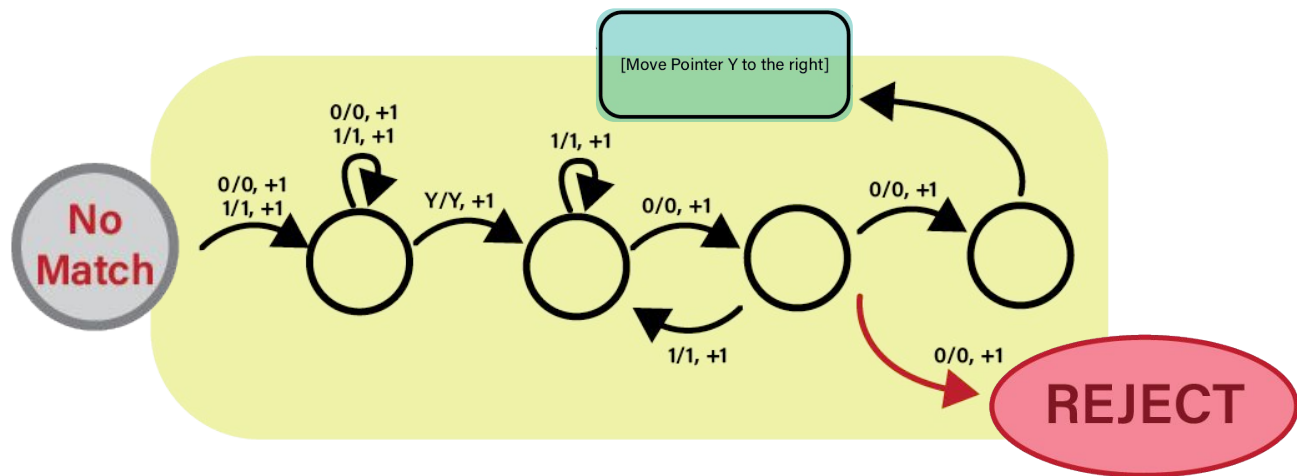 [Move Pointer Y to the right]
0/0, +1
1/1, +1
1/1, +1
0/0, +1
1/1, +1
Y/Y, +1
0/0, +1
0/0, +1
No
Match
1/1, +1
0/0, +1
REJECT